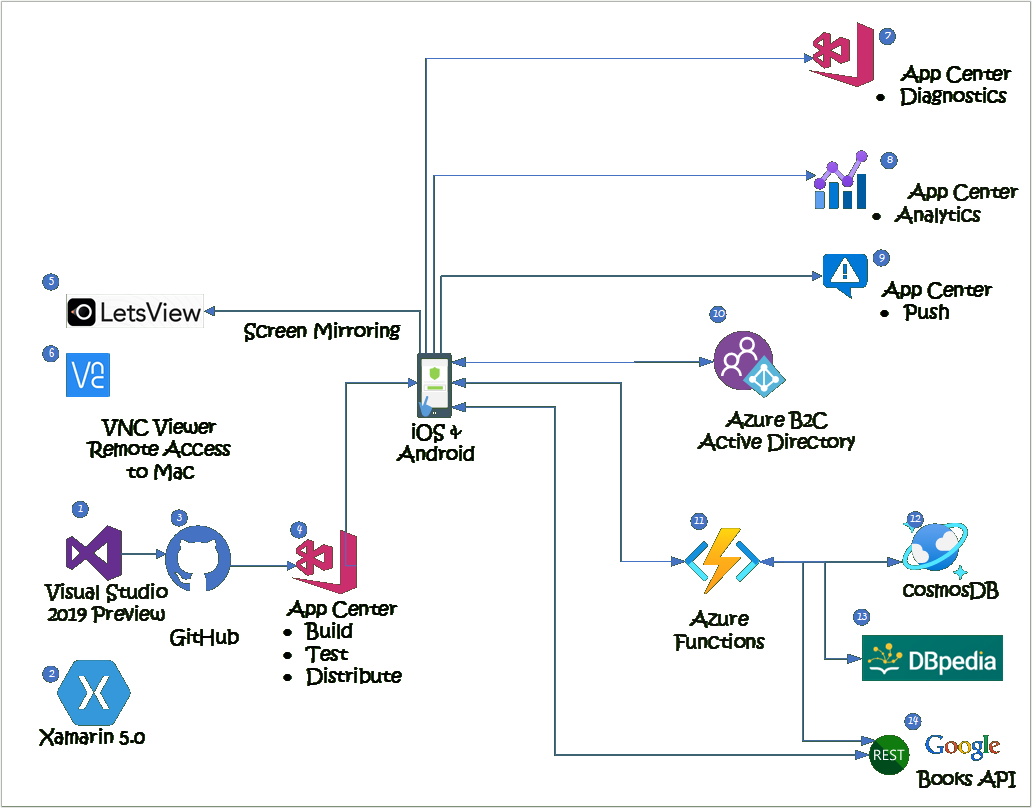 7
App Center
• Diagnostics
8
App Center
• Analytics
9
App Center
• Push
5
LetsView
Screen Mirroring
6
VNC
VNC Viewer
Remote Access
to Mac
iOS &
Android
10
Azure B2C
Active Directory
1
Visual Studio
2019 Preview
3
GitHub
4
App Center
• Build
• Test
• Distribute
2
Xamarin 5.0
11
Azure
Functions
12
cosmosDB
13
DBpedia
14
REST
Google
Books API